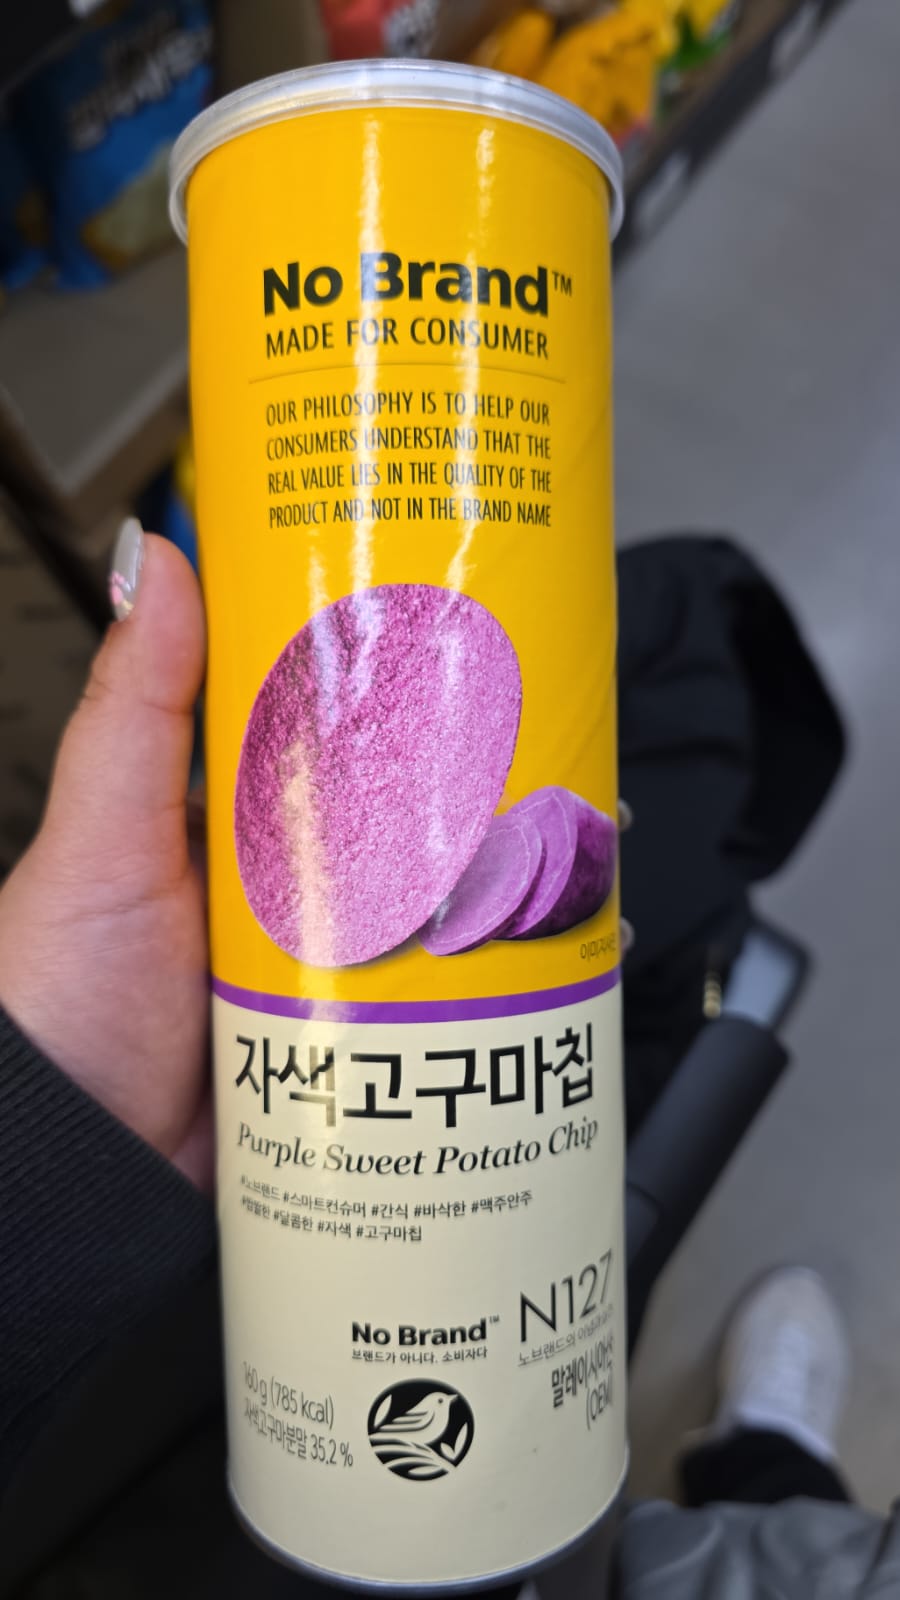 No Brand™
MADE FOR CONSUMER
OUR PHILOSOPHY IS TO HELP OUR
CONSUMERS UNDERSTAND THAT THE
REAL VALUE LIES IN THE QUALITY OF THE
PRODUCT AND NOT IN THE BRAND NAME
자색고구마칩
Purple Sweet Potato Chip
#노브랜드 #스마트컨슈머 #간식 #바삭한 #맥주안주
#짭짤한 #달콤한 #자색 #고구마칩
N127
노브랜드의
No Brand™
브랜드가 아니다. 소비자다
말레이시아산
(OEM)
160 g (785 kcal)
자색고구마분말 35.2 %